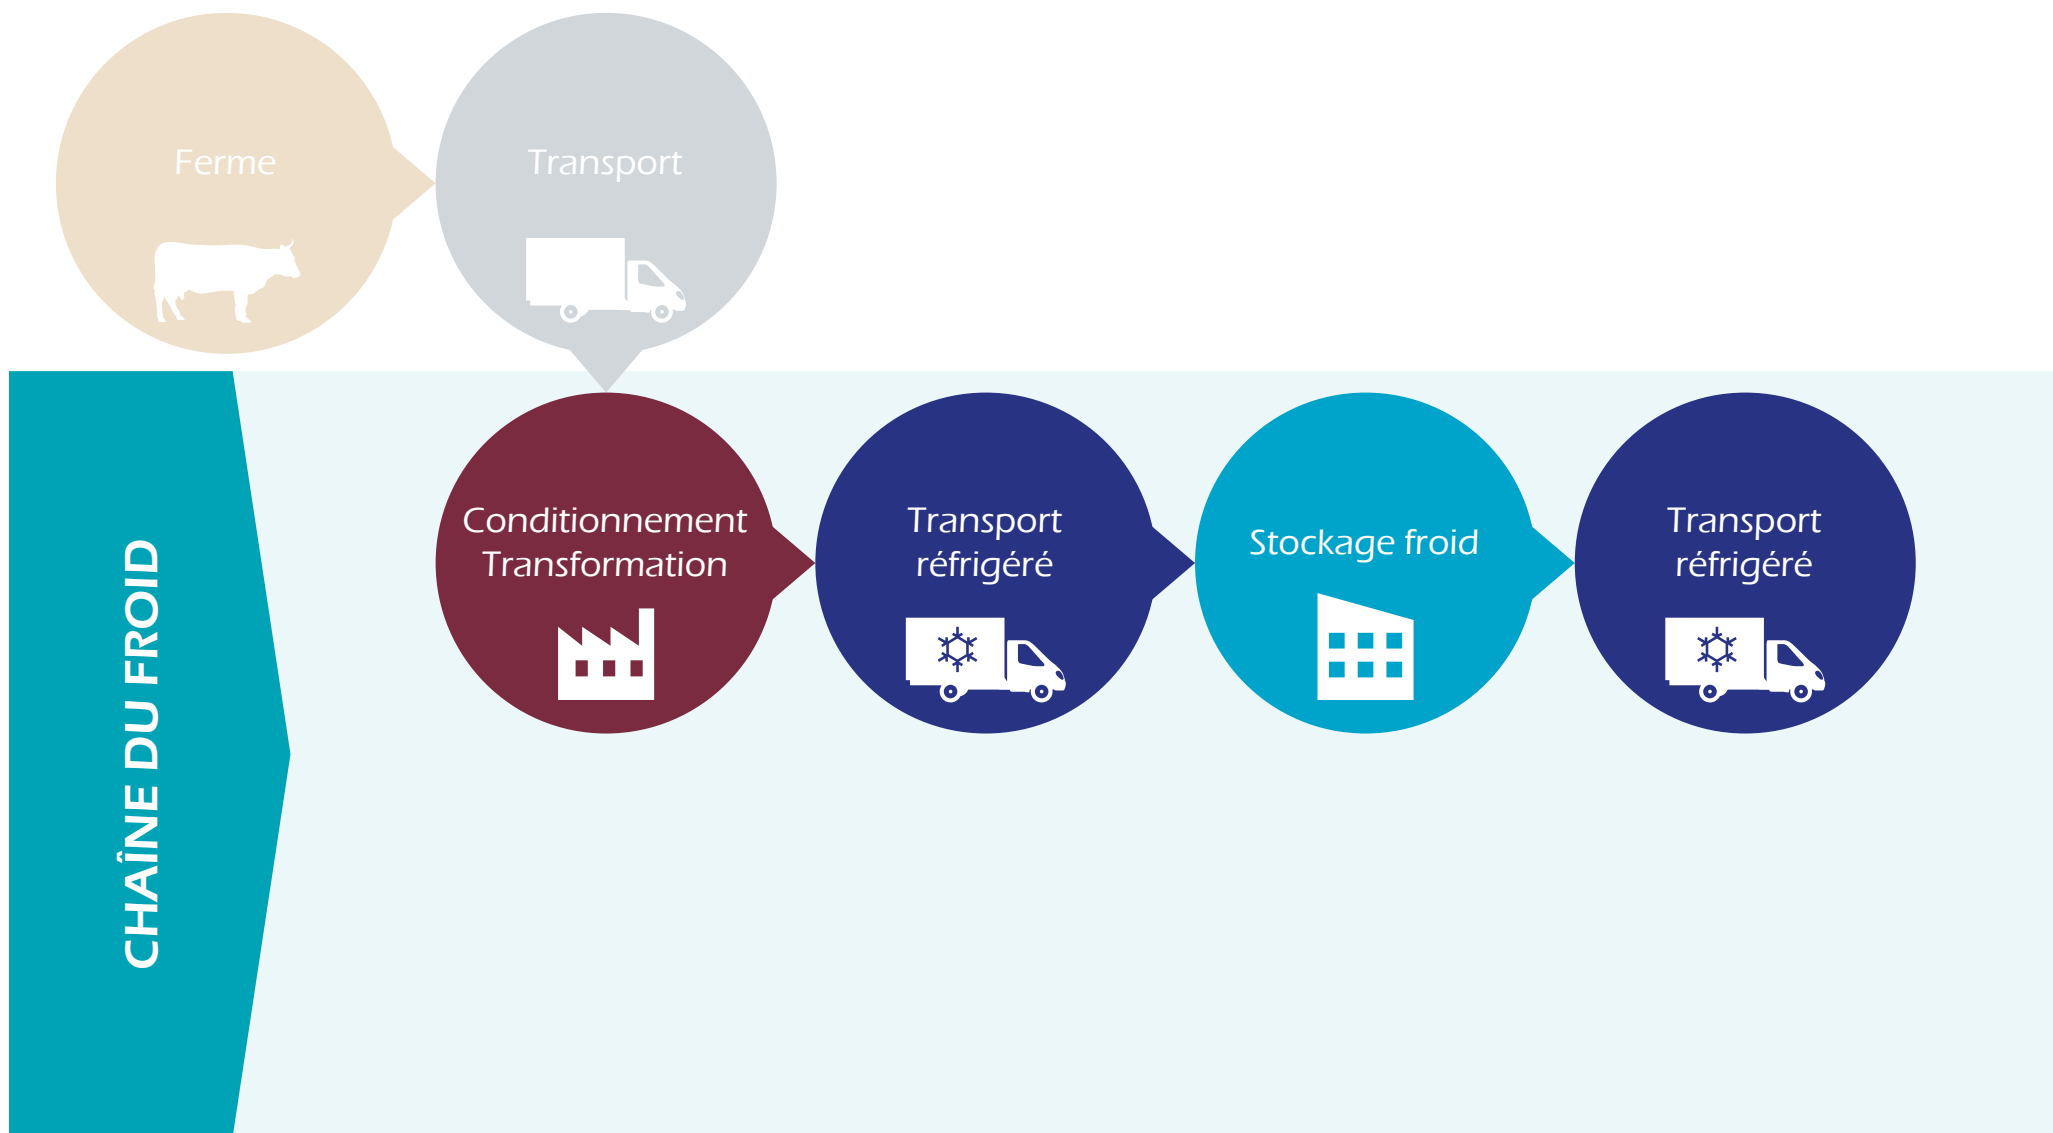 Ferme
Transport
CHAÎNE DU FROID
Conditionnement
Transformation
Transport
réfrigéré
Stockage froid
Transport
réfrigéré